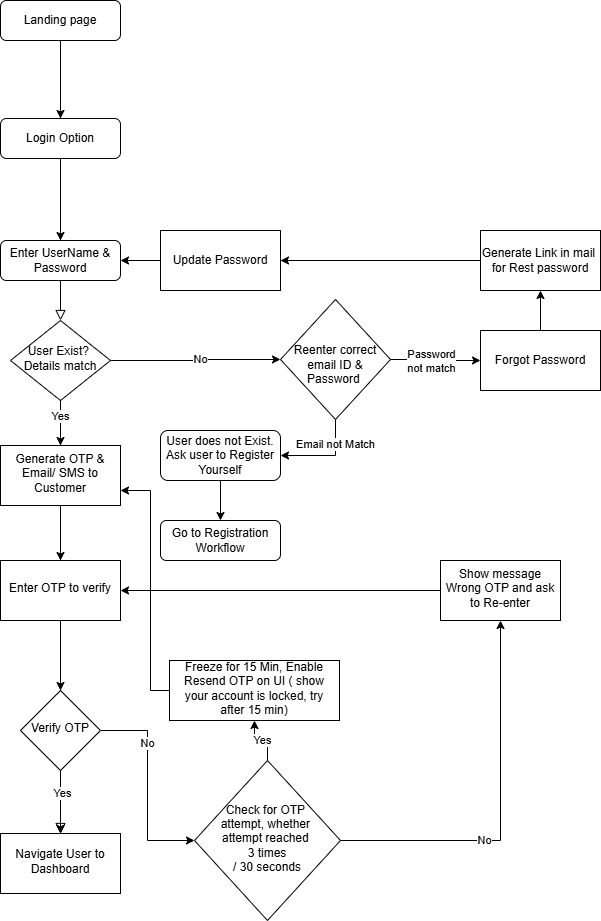 Landing page
Login Option
Enter UserName &
Password
Update Password
Generate Link in mail
for Rest password
User Exist?
Details match
No
Reenter correct
email ID &
Password
Password
not match
Forgot Password
Yes
Email not Match
User does not Exist.
Ask user to Register
Yourself
Generate OTP &
Email/ SMS to
Customer
Go to Registration
Workflow
Enter OTP to verify
Show message
Wrong OTP and ask
to Re-enter
Freeze for 15 Min, Enable
Resend OTP on UI ( show
your account is locked, try
after 15 min)
Verify OTP
No
Yes
Yes
Check for OTP
attempt, whether
attempt reached
3 times
/ 30 seconds
No
Navigate User to
Dashboard